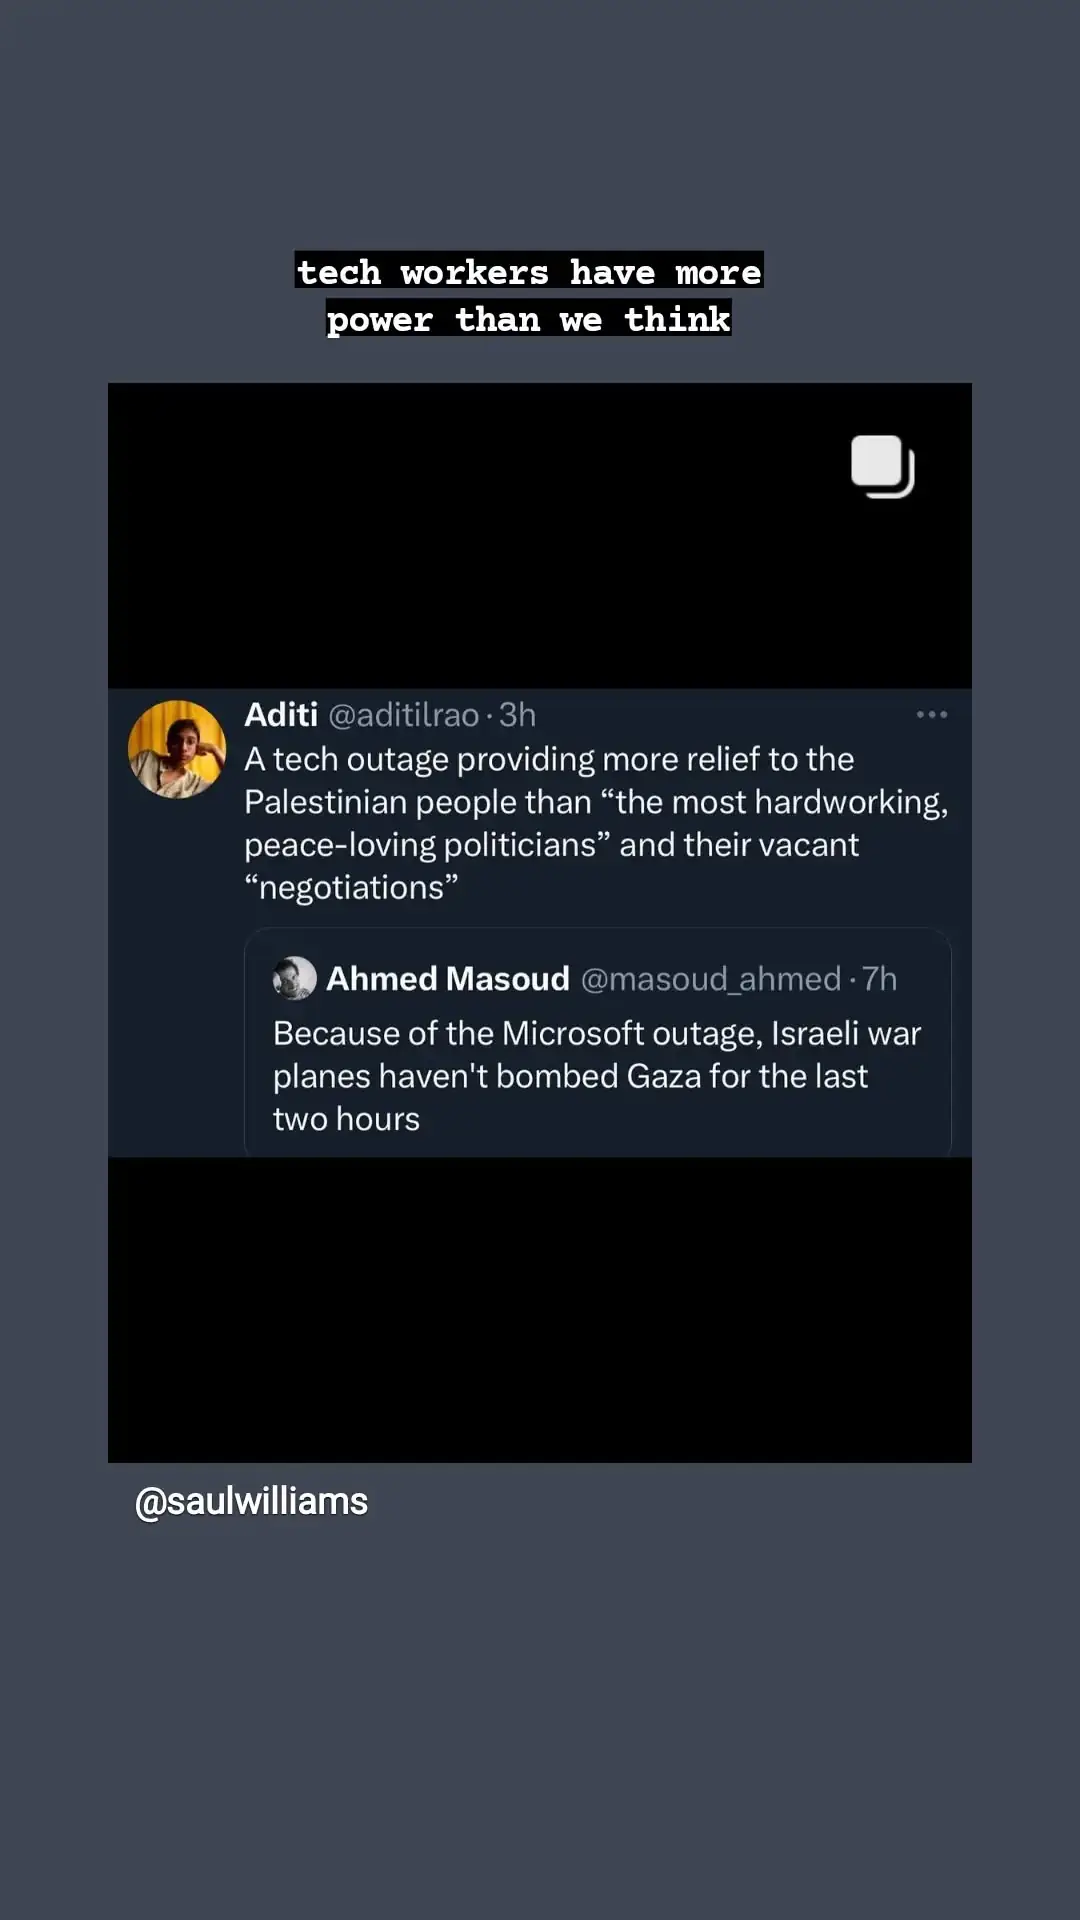 tech workers have more
power than we think
Aditi @aditilrao · 3h
A tech outage providing more relief to the
Palestinian people than “the most hardworking,
peace-loving politicians” and their vacant
“negotiations”
Ahmed Masoud @masoud_ahmed · 7h
Because of the Microsoft outage, Israeli war
planes haven't bombed Gaza for the last
two hours
@saulwilliams